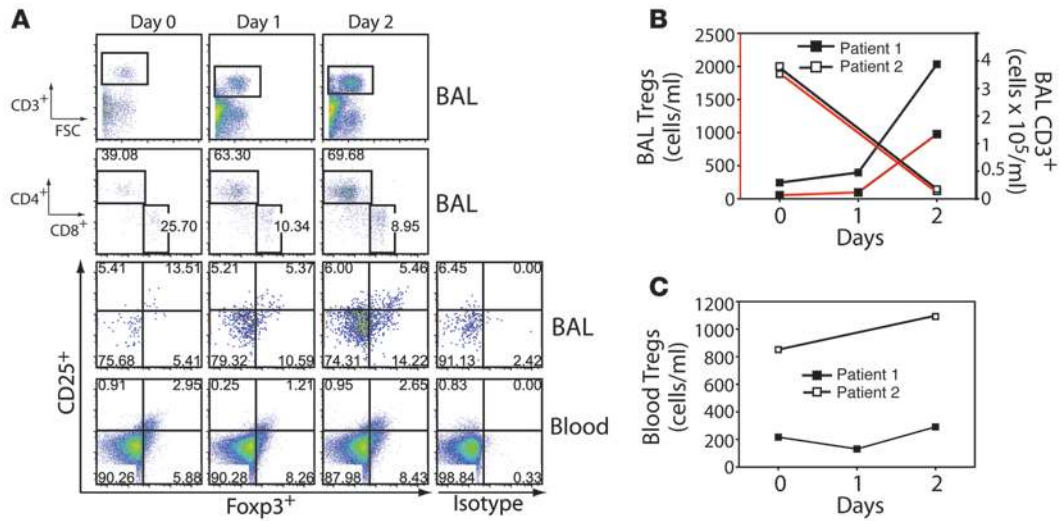 A
Day 0 Day 1 Day 2
CD3+
FSC
BAL
39.08 63.30 69.68
CD4+
CD8+
25.70 10.34 8.95
BAL
5.41 13.51 5.21 5.37 6.00 5.46 6.45 0.00
BAL
75.68 5.41 79.32 10.59 74.31 14.22 91.13 2.42
0.91 2.95 0.25 1.21 0.95 2.65 0.83 0.00
Blood
90.26 5.88 90.28 8.26 87.98 8.43 98.84 0.33
CD25+
Foxp3+ Isotype
B
2500
2000
1500
1000
500
0
BAL Tregs
(cells/ml)
Patient 1
Patient 2
4
3
2
1
0.5
0
BAL CD3+
(cells x 10⁵/ml)
0 1 2
Days
C
1200
1000
800
600
400
200
0
Blood Tregs
(cells/ml)
Patient 1
Patient 2
0 1 2
Days